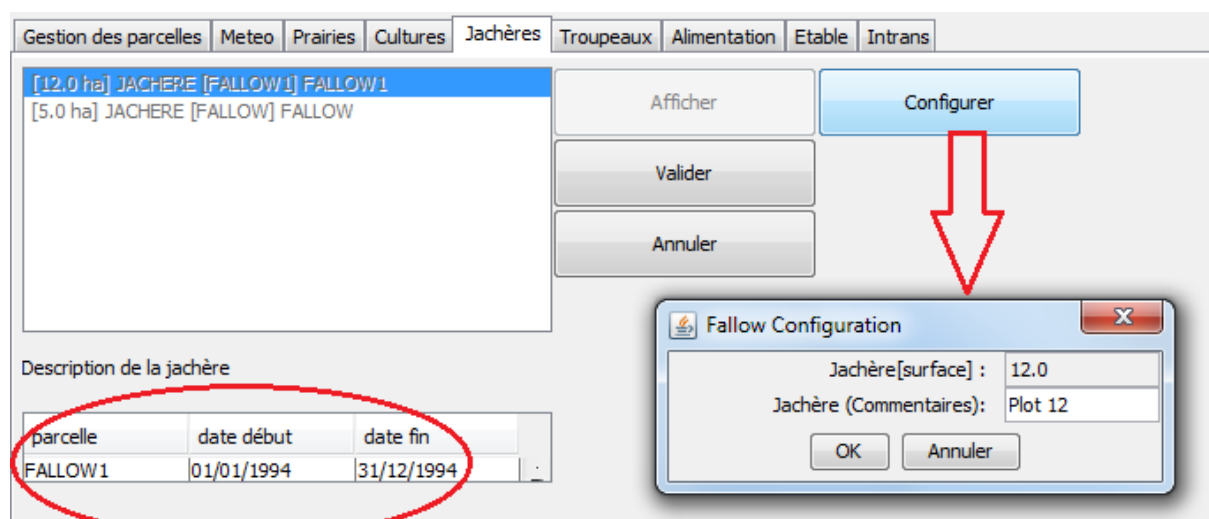 Gestion des parcelles Meteo Prairies Cultures Jachères Troupeaux Alimentation Etable Intrans
[12.0 ha] JACHERE [FALLOW1] FALLOW1
[5.0 ha] JACHERE [FALLOW] FALLOW
Afficher Configurer
Valider
Annuler
Fallow Configuration
Jachère[surface] : 12.0
Jachère (Commentaires): Plot 12
OK Annuler
Description de la jachère
parcelle date début date fin
FALLOW1 01/01/1994 31/12/1994